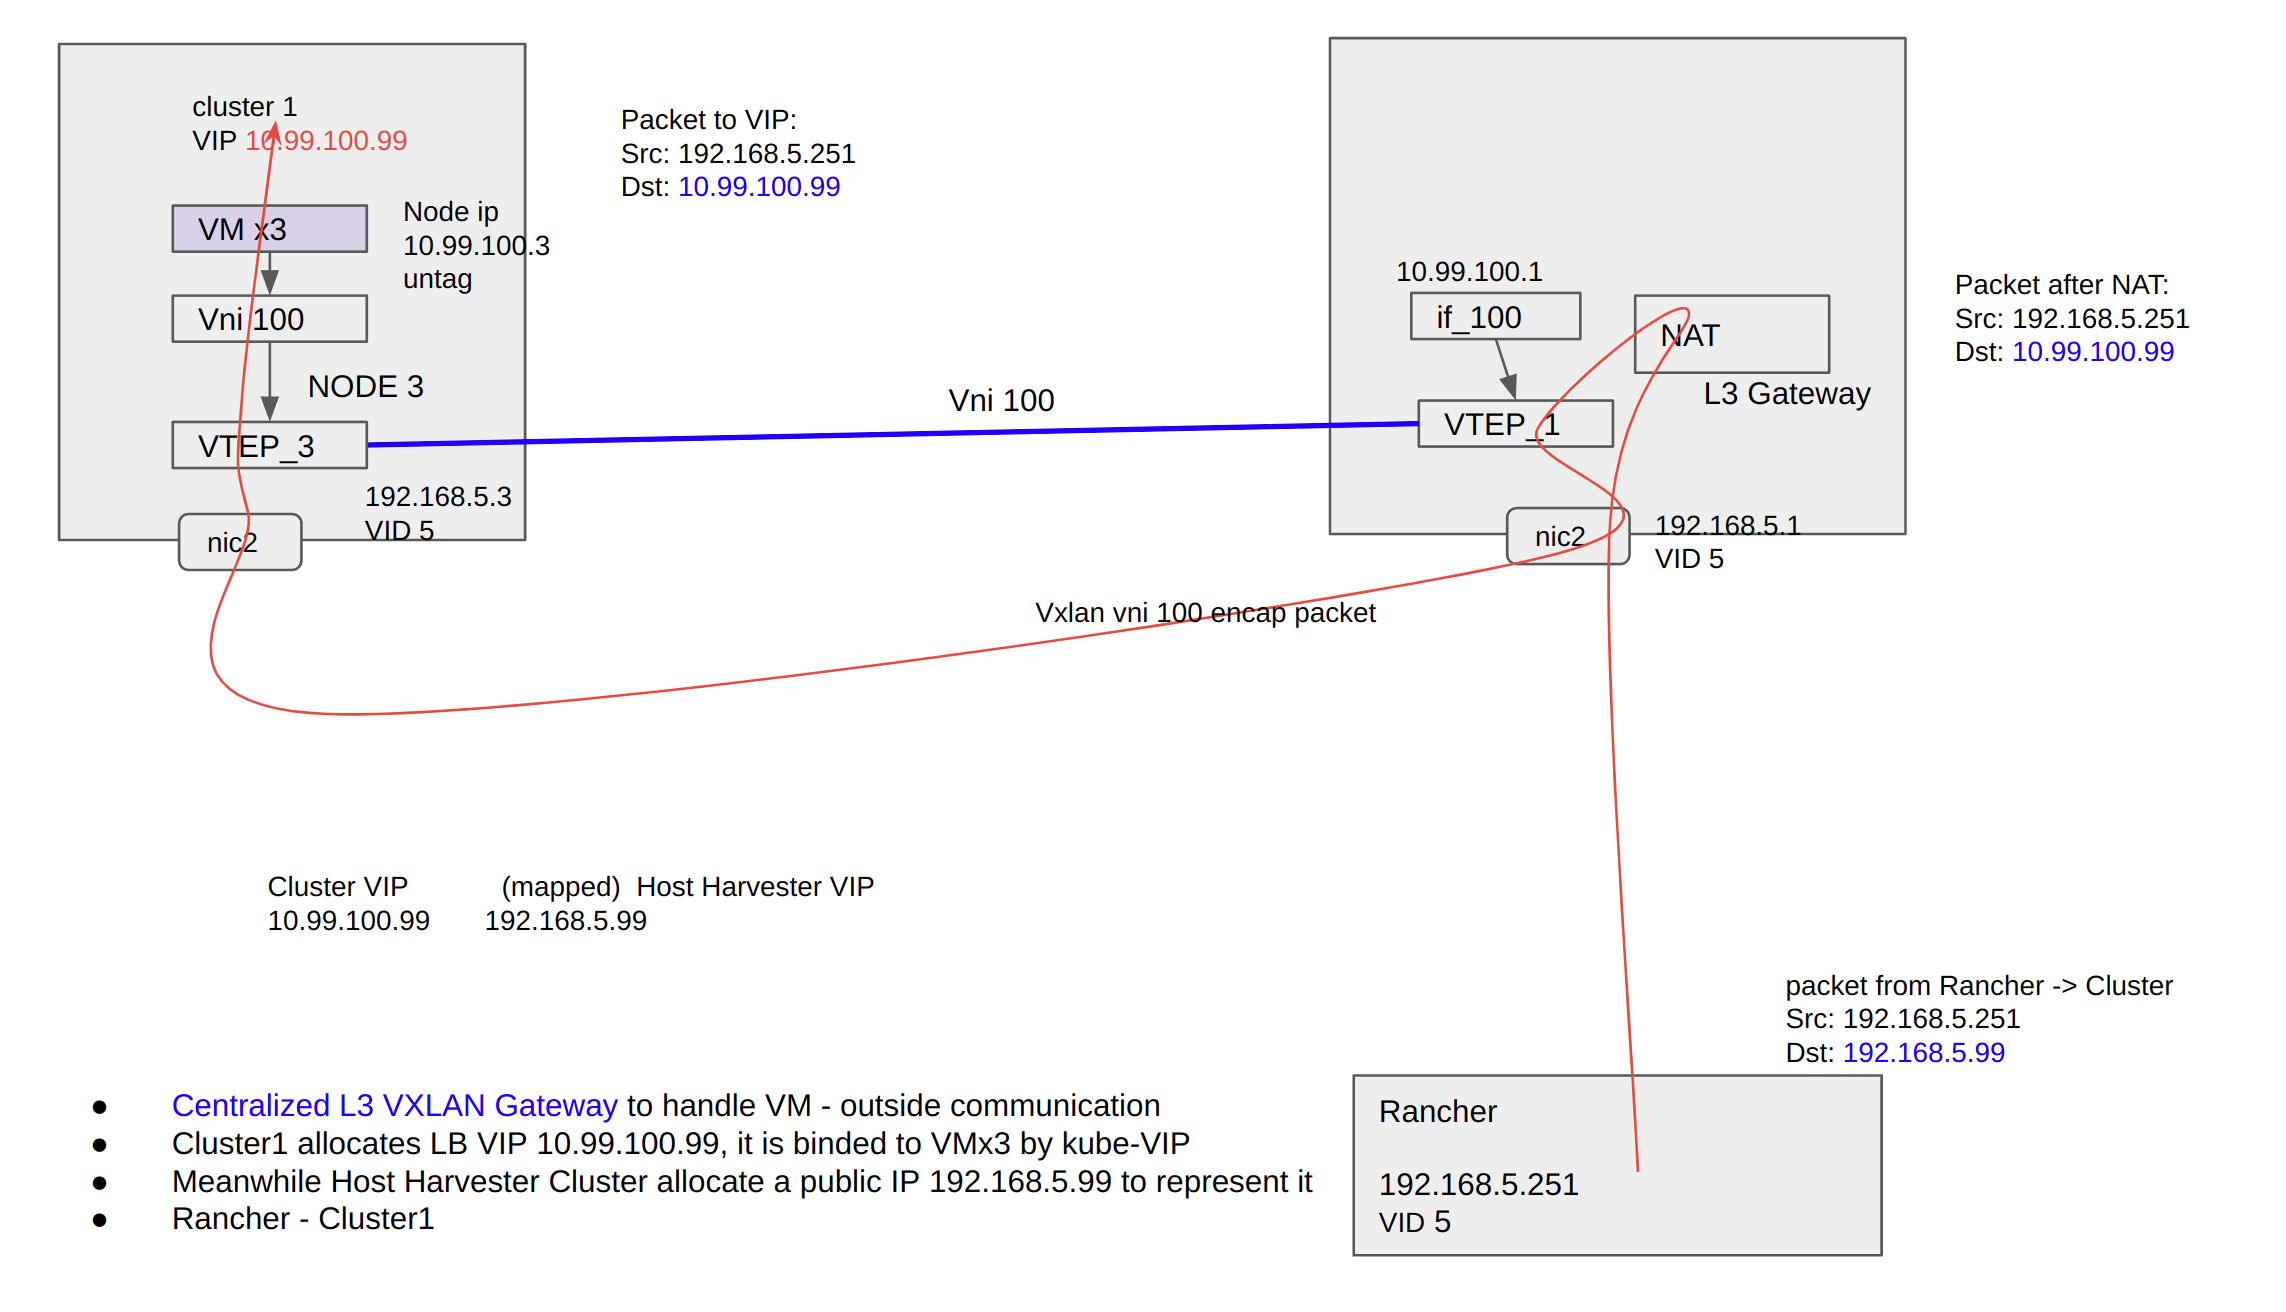 cluster 1
VIP 10.99.100.99
Packet to VIP:
Src: 192.168.5.251
Dst: 10.99.100.99
VM x3
Node ip
10.99.100.3
untag
Vni 100
NODE 3
VTEP_3
192.168.5.3
VID 5
nic2
Vni 100
10.99.100.1
if_100
NAT
L3 Gateway
VTEP_1
nic2
192.168.5.1
VID 5
Packet after NAT:
Src: 192.168.5.251
Dst: 10.99.100.99
Vxlan vni 100 encap packet
Cluster VIP (mapped) Host Harvester VIP
10.99.100.99 192.168.5.99
packet from Rancher -> Cluster
Src: 192.168.5.251
Dst: 192.168.5.99
● Centralized L3 VXLAN Gateway to handle VM - outside communication
● Cluster1 allocates LB VIP 10.99.100.99, it is binded to VMx3 by kube-VIP
● Meanwhile Host Harvester Cluster allocate a public IP 192.168.5.99 to represent it
● Rancher - Cluster1
Rancher
192.168.5.251
VID 5